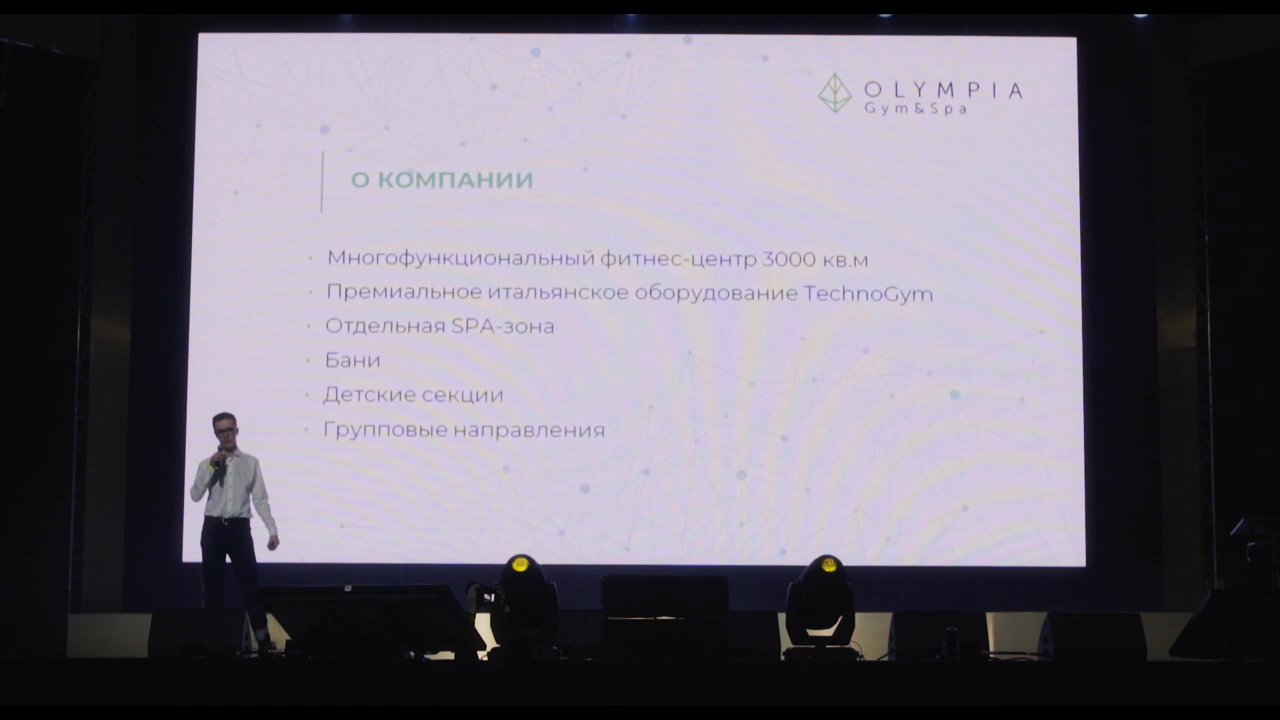 OLYMPIA
Gym&Spa
О КОМПАНИИ
· Многофункциональный фитнес-центр 3000 кв.м
· Премиальное итальянское оборудование TechnoGym
· Отдельная SPA-зона
· Бани
· Детские секции
· Групповые направления